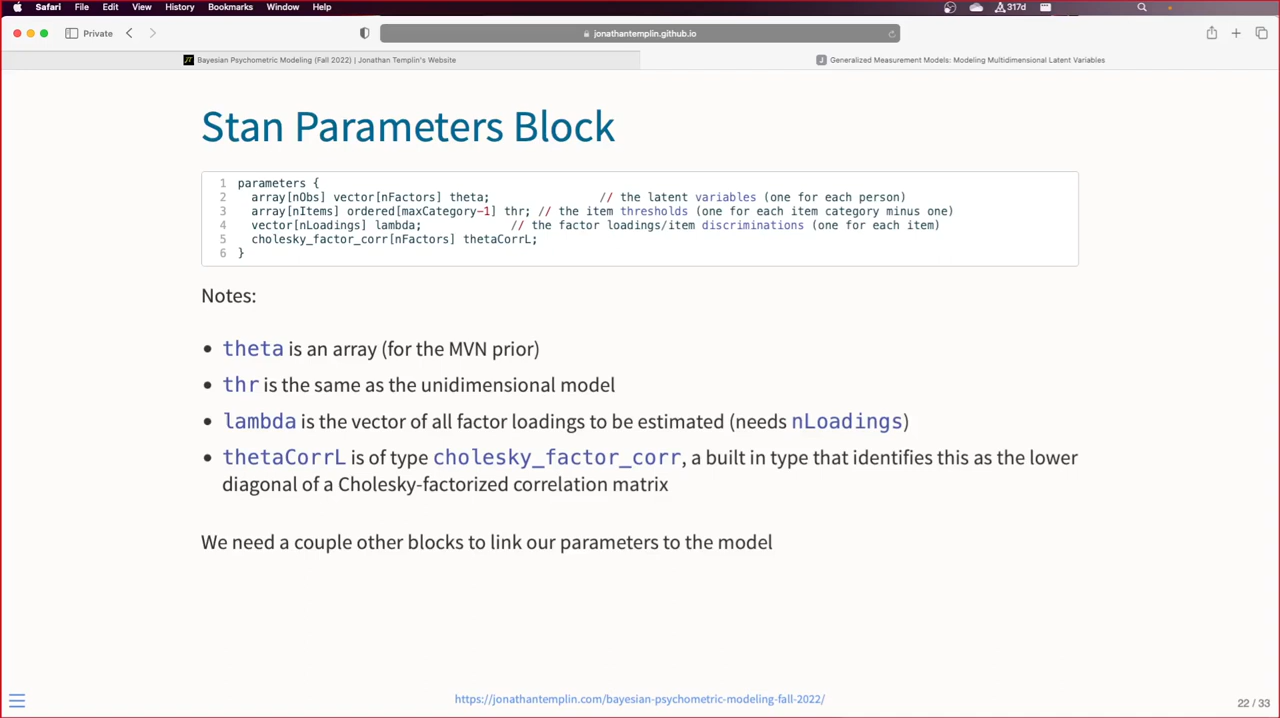 Safari File Edit View History Bookmarks Window Help 317d
Private jonathantemplin.github.io
Bayesian Psychometric Modeling (Fall 2022) | Jonathan Templin's Website
Generalized Measurement Models: Modeling Multidimensional Latent Variables
Stan Parameters Block
1 parameters {
2 array[nObs] vector[nFactors] theta; // the latent variables (one for each person)
3 array[nItems] ordered[maxCategory-1] thr; // the item thresholds (one for each item category minus one)
4 vector[nLoadings] lambda; // the factor loadings/item discriminations (one for each item)
5 cholesky_factor_corr[nFactors] thetaCorrL;
6 }
Notes:
• theta is an array (for the MVN prior)
• thr is the same as the unidimensional model
• lambda is the vector of all factor loadings to be estimated (needs nLoadings)
• thetaCorrL is of type cholesky_factor_corr, a built in type that identifies this as the lower
diagonal of a Cholesky-factorized correlation matrix
We need a couple other blocks to link our parameters to the model
https://jonathantemplin.com/bayesian-psychometric-modeling-fall-2022/
22 / 33